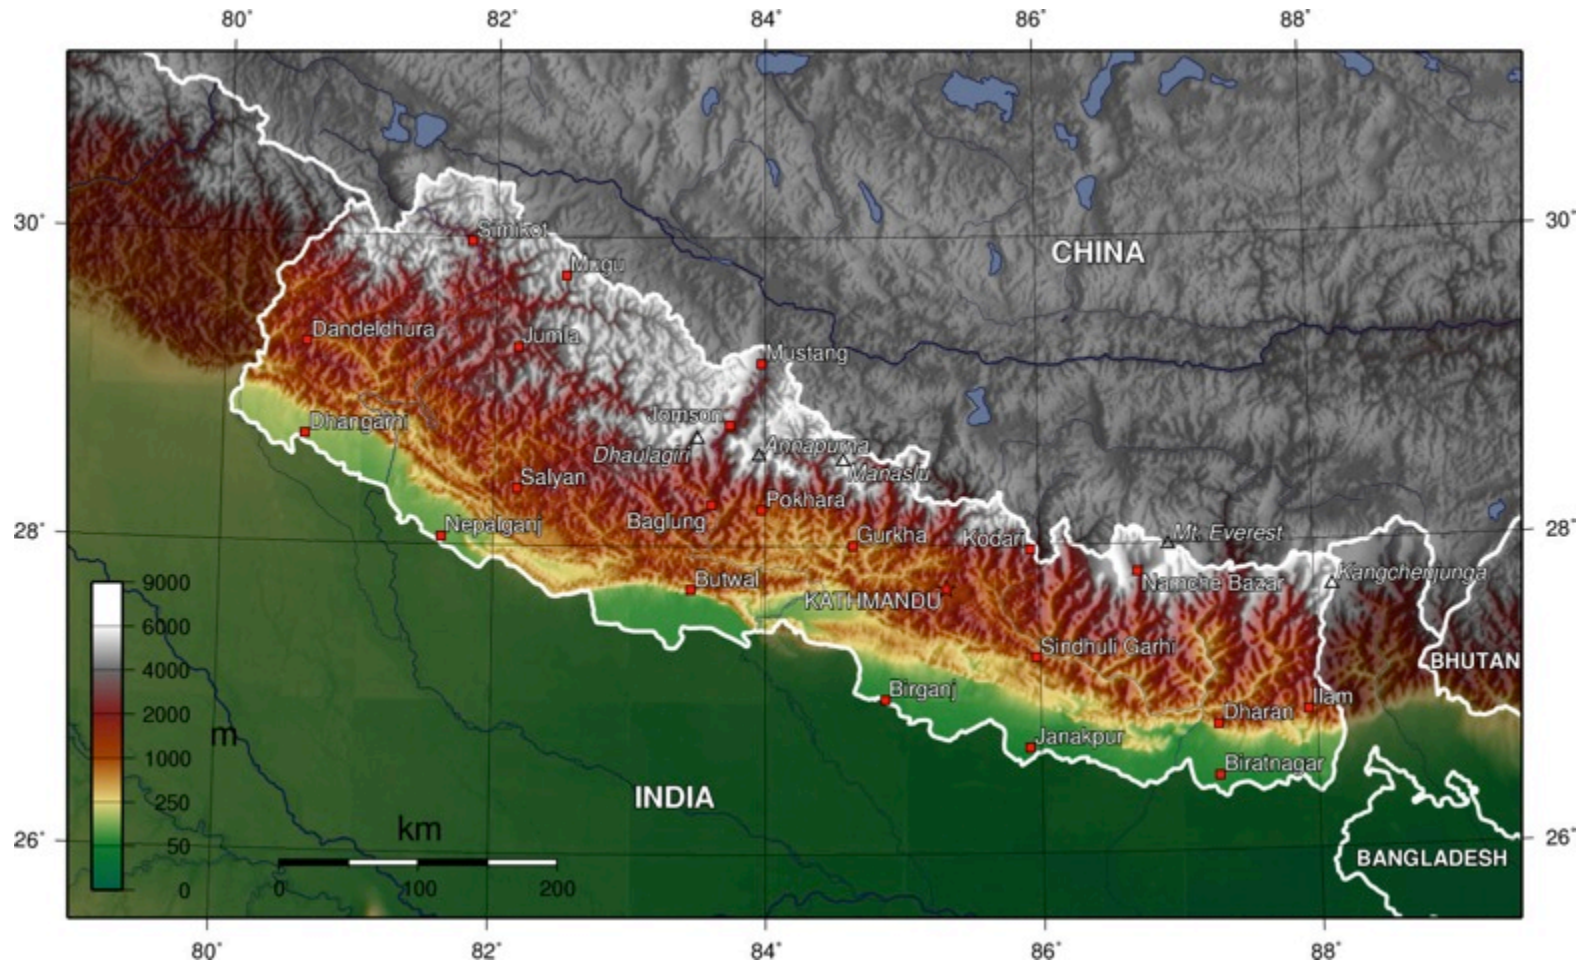 80° 82° 84° 86° 88°
30° 30°
CHINA
Simikot
Mugu
Dandeldhura
Jumla
Mustang
Dhangarhi
Jomson
Dhaulagiri
Annapurna
Manaslu
Salyan
Baglung
Pokhara
28° 28°
Nepalganj
Gurkha
Kodari
Mt. Everest
Namche Bazar
Kangchenjunga
Butwal
KATHMANDU
Sindhuli Garhi
BHUTAN
Birganj
Ilam
Dharan
Janakpur
Biratnagar
9000
6000
4000
2000
1000
250
50
0
m
INDIA
km
0 100 200
26° 26°
BANGLADESH
80° 82° 84° 86° 88°